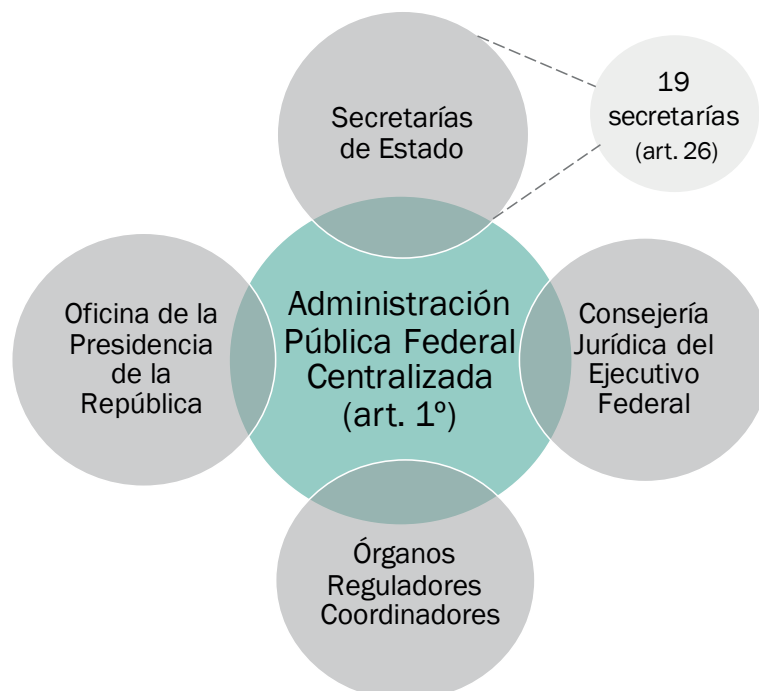 Secretarías
de Estado
19
secretarías
(art. 26)
Oficina de la
Presidencia
de la
República
Administración
Pública Federal
Centralizada
(art. 1º)
Consejería
Jurídica del
Ejecutivo
Federal
Órganos
Reguladores
Coordinadores